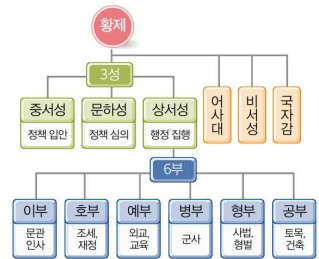 황제
3성
중서성
정책 입안
문하성
정책 심의
상서성
행정 집행
어사대
비서성
국자감
6부
이부
문관
인사
호부
조세,
재정
예부
외교,
교육
병부
군사
형부
사법,
형벌
공부
토목,
건축